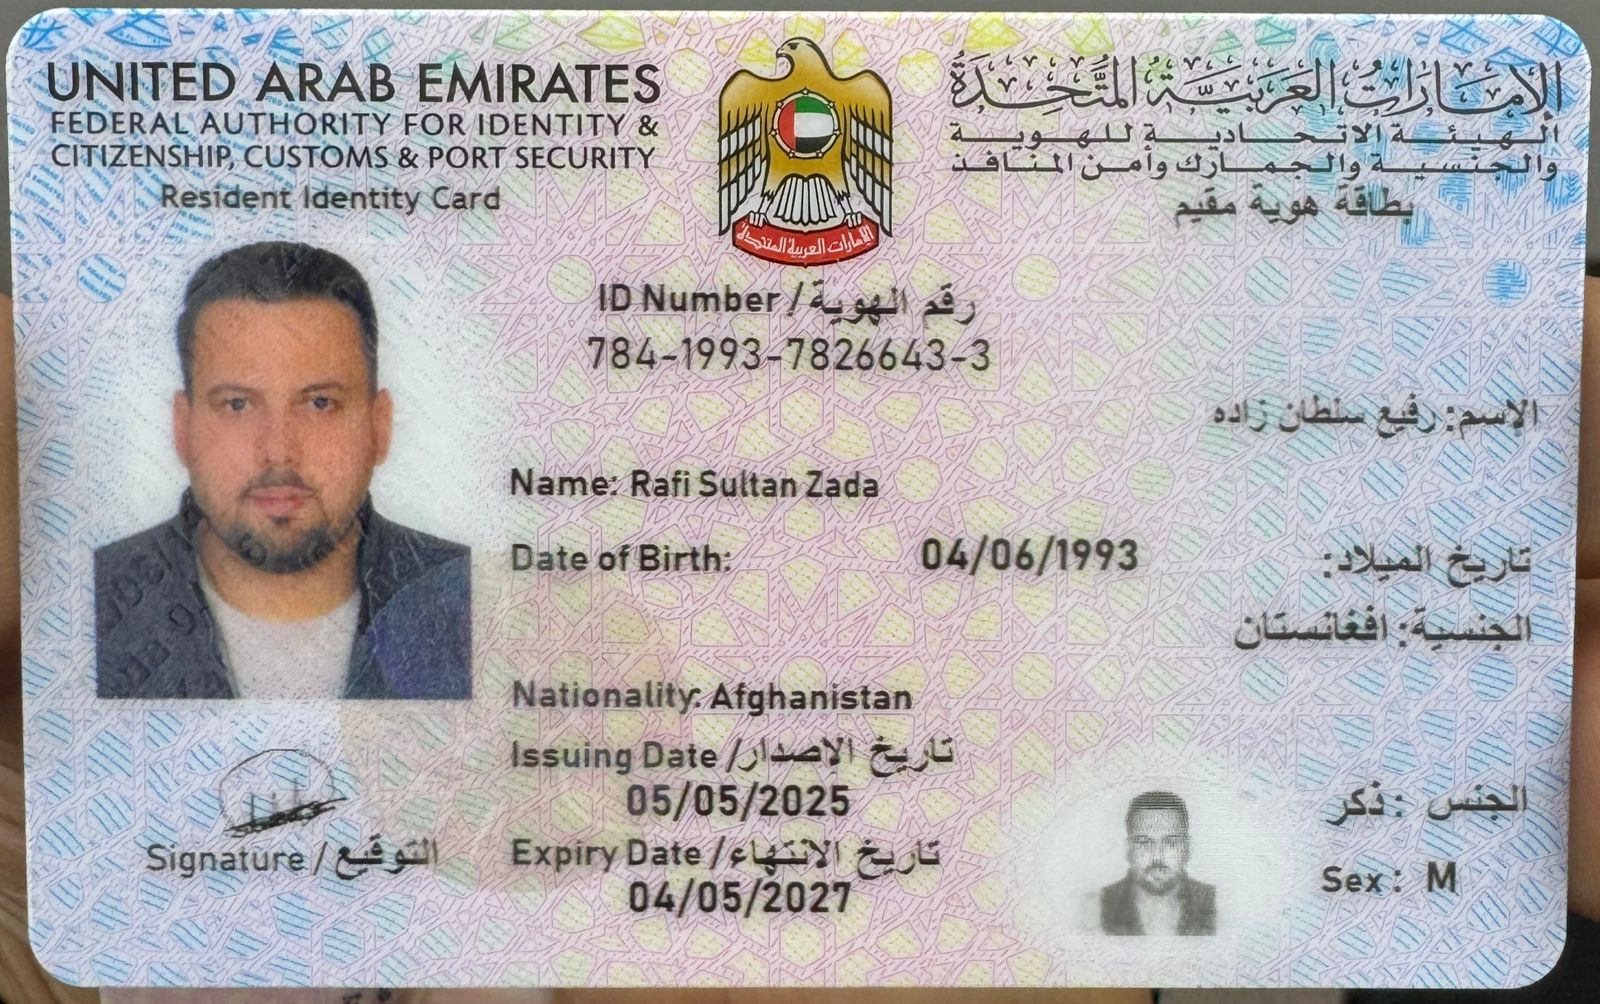 UNITED ARAB EMIRATES
الإمارات العربية المتحدة
FEDERAL AUTHORITY FOR IDENTITY &
CITIZENSHIP, CUSTOMS & PORT SECURITY
الهيئة الاتحادية للهوية
والجنسية والجمارك وأمن المنافذ
Resident Identity Card
بطاقة هوية مقيم
الإمارات العربية المتحدة
ID Number / رقم الهوية
784-1993-7826643-3
الاسم: رفيع سلطان زاده
Name: Rafi Sultan Zada
Date of Birth: 04/06/1993 تاريخ الميلاد:
الجنسية: افغانستان
Nationality: Afghanistan
Issuing Date / تاريخ الاصدار
05/05/2025
Expiry Date / تاريخ الانتهاء
04/05/2027
الجنس : ذكر
Sex : M
Signature / التوقيع